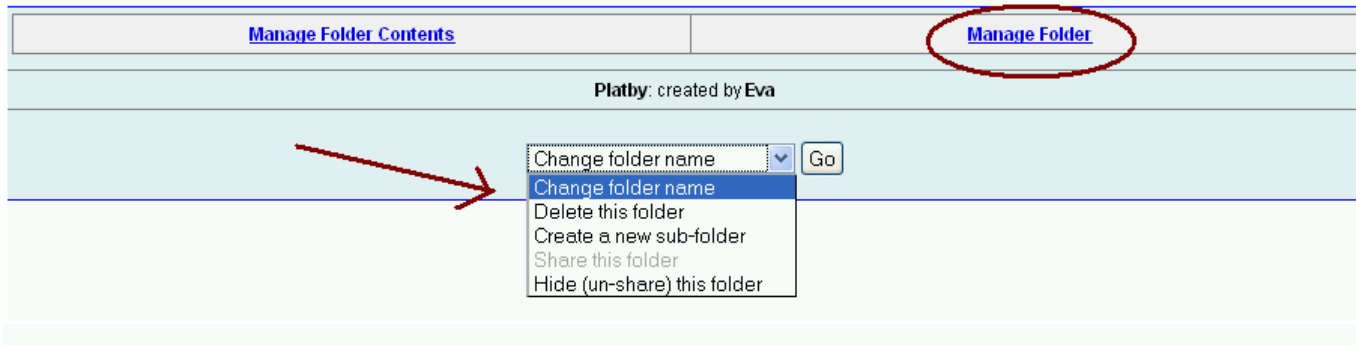 Manage Folder Contents
Manage Folder
Platby: created by Eva
Change folder name
Go
Change folder name
Delete this folder
Create a new sub-folder
Share this folder
Hide (un-share) this folder